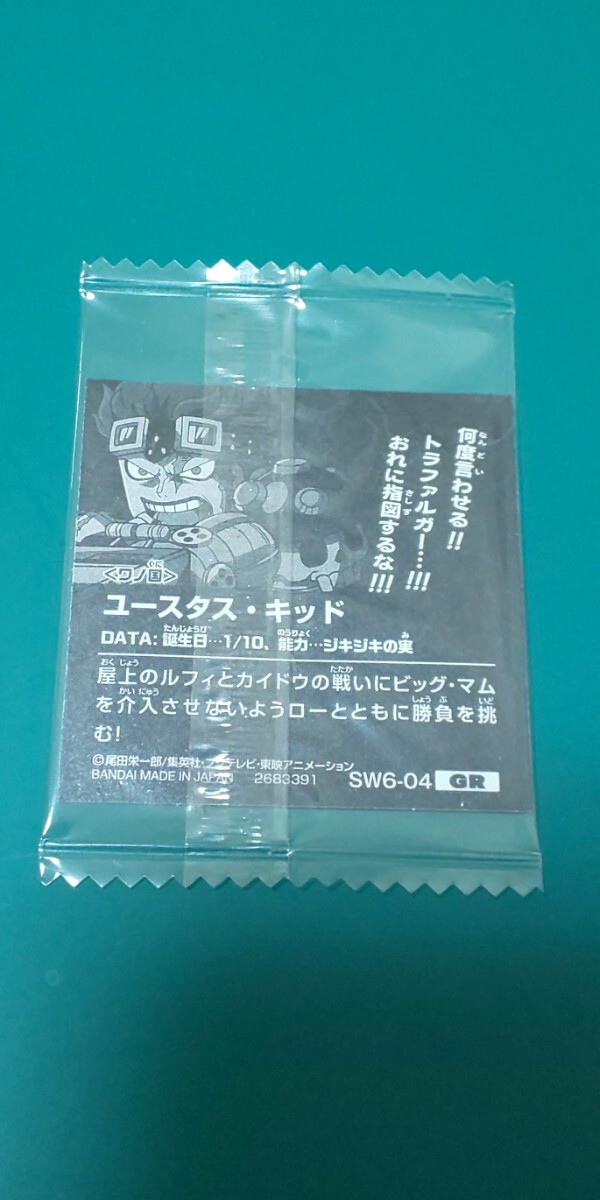 何度言わせる!!
トラファルガー…!!!
おれに指図するな!!!
<ワノ国>
ユースタス・キッド
DATA: 誕生日…1/10、能力…ジキジキの実
屋上のルフィとカイドウの戦いにビッグ・マム
を介入させないようローとともに勝負を挑
む!
©尾田栄一郎/集英社・フジテレビ・東映アニメーション
BANDAI MADE IN JAPAN 2683391 SW6-04 GR